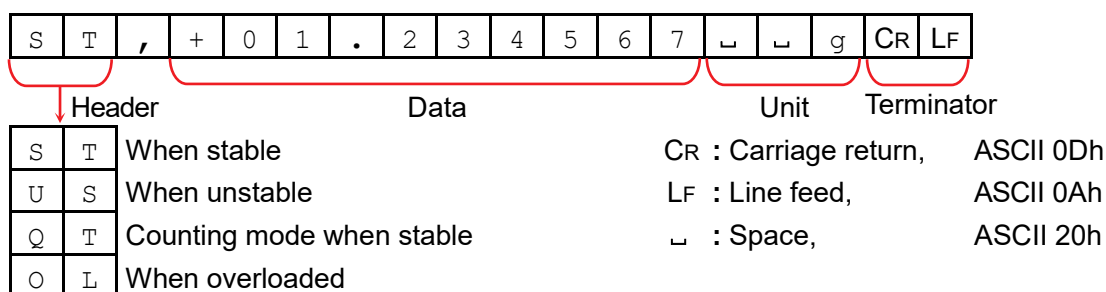 S T , + 0 1 . 2 3 4 5 6 7 ␣ ␣ g CR LF
Header Data Unit Terminator
S T When stable CR : Carriage return, ASCII 0Dh
U S When unstable LF : Line feed, ASCII 0Ah
Q T Counting mode when stable ␣ : Space, ASCII 20h
O L When overloaded